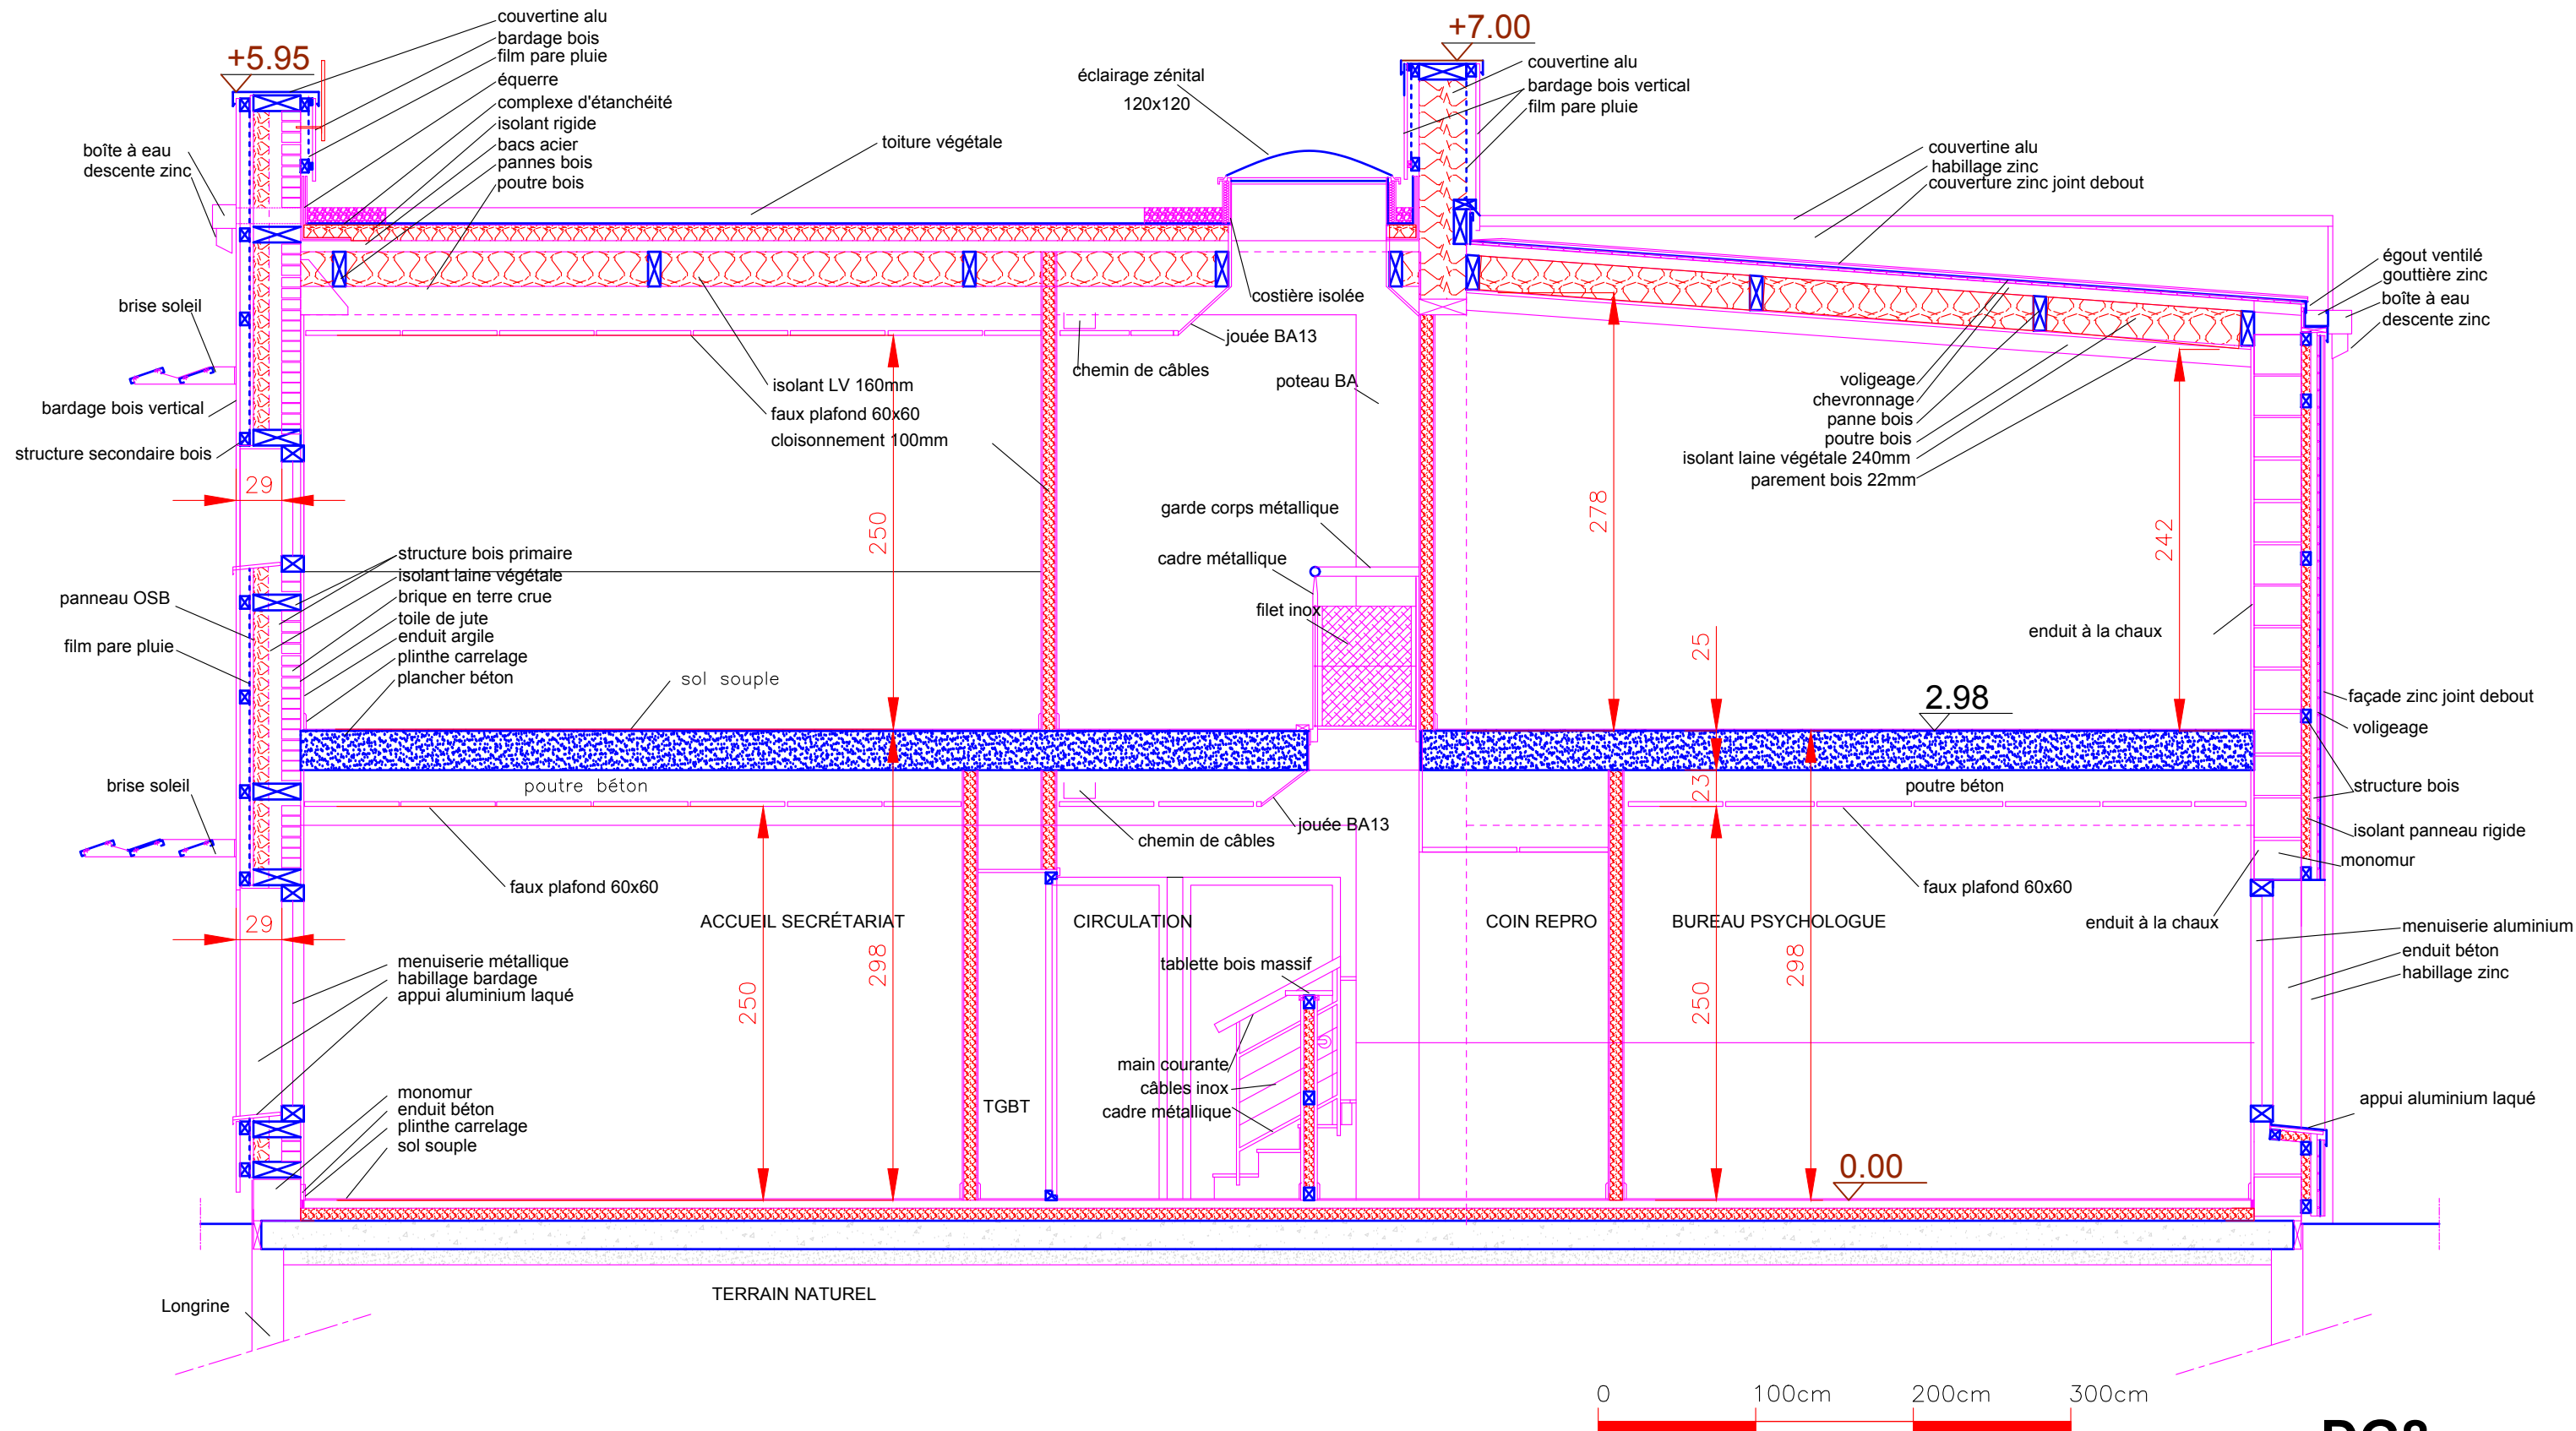 +5.95
couvertine alu
bardage bois
film pare pluie
équerre
complexe d'étanchéité
isolant rigide
bacs acier
pannes bois
poutre bois
boîte à eau
descente zinc
toiture végétale
éclairage zénital
120x120
+7.00
couvertine alu
bardage bois vertical
film pare pluie
couvertine alu
habillage zinc
couverture zinc joint debout
égout ventilé
gouttière zinc
boîte à eau
descente zinc
brise soleil
bardage bois vertical
structure secondaire bois
29
costière isolée
jouée BA13
chemin de câbles
isolant LV 160mm
faux plafond 60x60
cloisonnement 100mm
poteau BA
250
voligeage
chevronnage
panne bois
poutre bois
isolant laine végétale 240mm
parement bois 22mm
278
242
garde corps métallique
cadre métallique
filet inox
structure bois primaire
isolant laine végétale
brique en terre crue
toile de jute
enduit argile
plinthe carrelage
plancher béton
panneau OSB
film pare pluie
sol souple
25
enduit à la chaux
2.98
façade zinc joint debout
voligeage
structure bois
isolant panneau rigide
monomur
brise soleil
poutre béton
23
poutre béton
jouée BA13
chemin de câbles
faux plafond 60x60
faux plafond 60x60
29
ACCUEIL SECRÉTARIAT
CIRCULATION
COIN REPRO
BUREAU PSYCHOLOGUE
enduit à la chaux
menuiserie aluminium
enduit béton
habillage zinc
menuiserie métallique
habillage bardage
appui aluminium laqué
250
298
tablette bois massif
250
298
main courante
câbles inox
cadre métallique
TGBT
monomur
enduit béton
plinthe carrelage
sol souple
appui aluminium laqué
0.00
TERRAIN NATUREL
Longrine
0 100cm 200cm 300cm